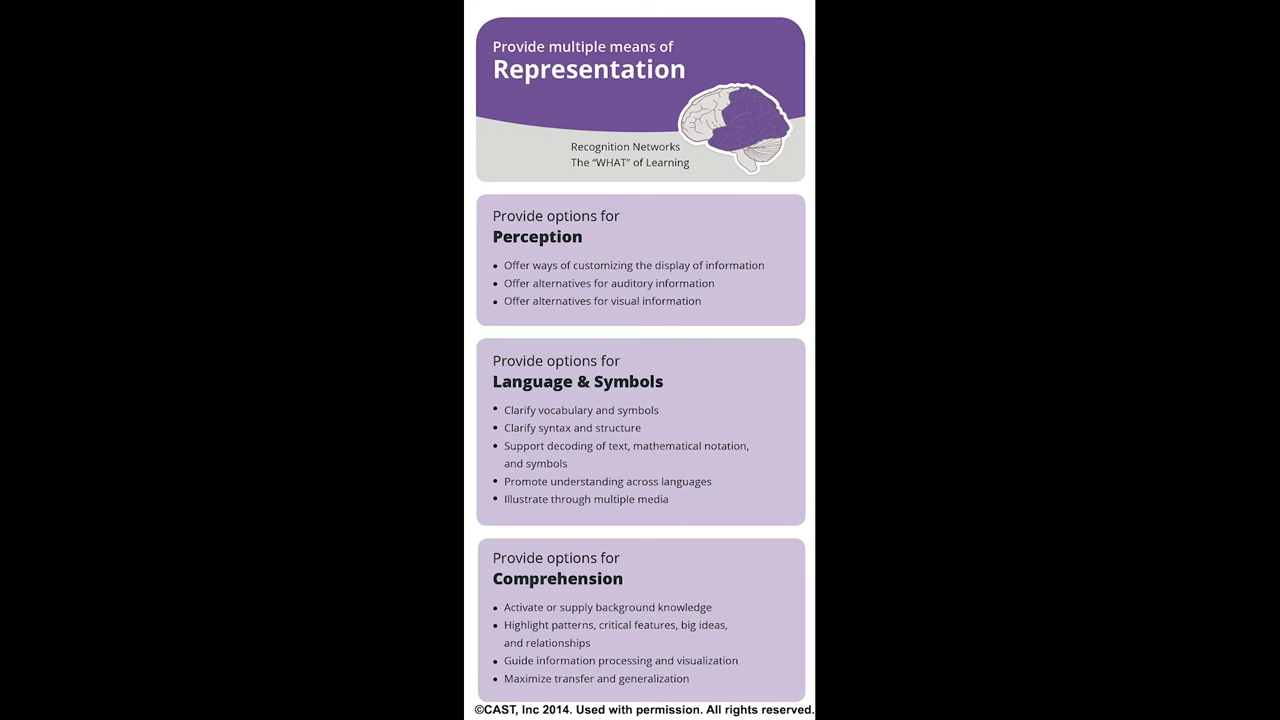 Provide multiple means of
Representation
Recognition Networks
The “WHAT” of Learning
Provide options for
Perception
• Offer ways of customizing the display of information
• Offer alternatives for auditory information
• Offer alternatives for visual information
Provide options for
Language & Symbols
• Clarify vocabulary and symbols
• Clarify syntax and structure
• Support decoding of text, mathematical notation,
and symbols
• Promote understanding across languages
• Illustrate through multiple media
Provide options for
Comprehension
• Activate or supply background knowledge
• Highlight patterns, critical features, big ideas,
and relationships
• Guide information processing and visualization
• Maximize transfer and generalization
©CAST, Inc 2014. Used with permission. All rights reserved.